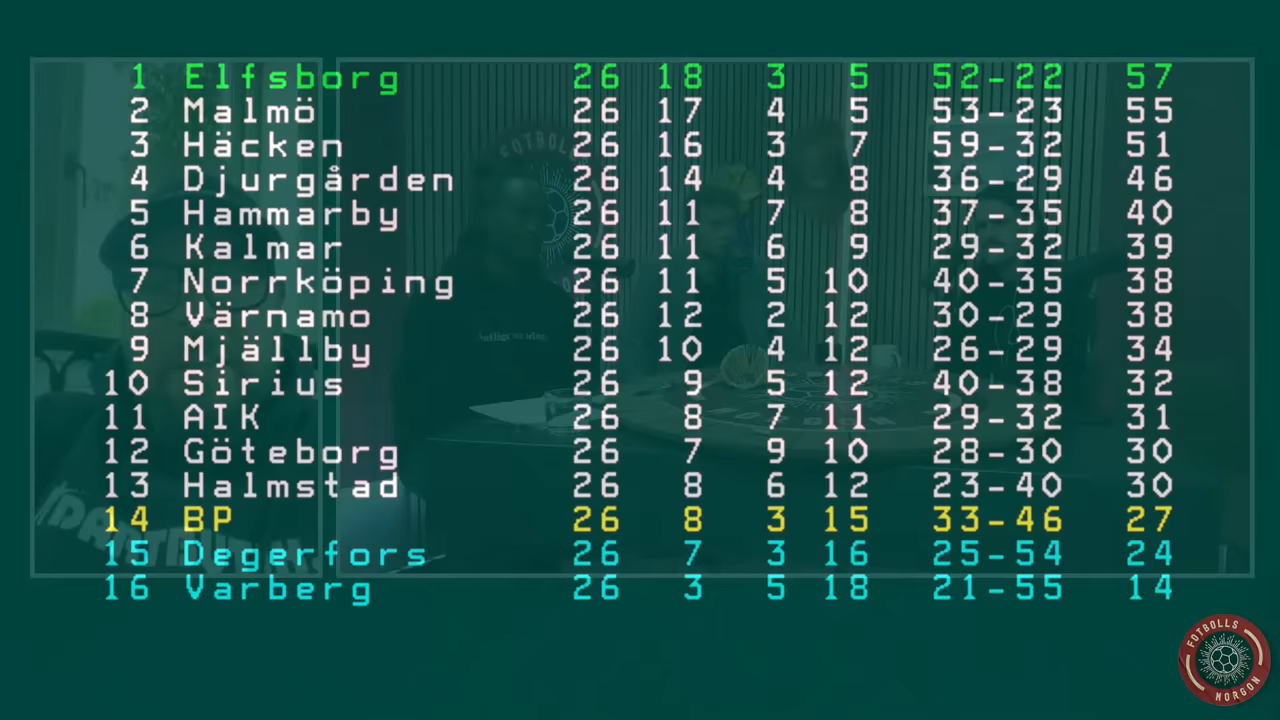 1 Elfsborg 26 18 3 5 52-22 57
2 Malmö 26 17 4 5 53-23 55
3 Häcken 26 16 3 7 59-32 51
4 Djurgården 26 14 4 8 36-29 46
5 Hammarby 26 11 7 8 37-35 40
6 Kalmar 26 11 6 9 29-32 39
7 Norrköping 26 11 5 10 40-35 38
8 Värnamo 26 12 2 12 30-29 38
9 Mjällby 26 10 4 12 26-29 34
10 Sirius 26 9 5 12 40-38 32
11 AIK 26 8 7 11 29-32 31
12 Göteborg 26 7 9 10 28-30 30
13 Halmstad 26 8 6 12 23-40 30
14 BP 26 8 3 15 33-46 27
15 Degerfors 26 7 3 16 25-54 24
16 Varberg 26 3 5 18 21-55 14
FOTBOLLS
MORGON